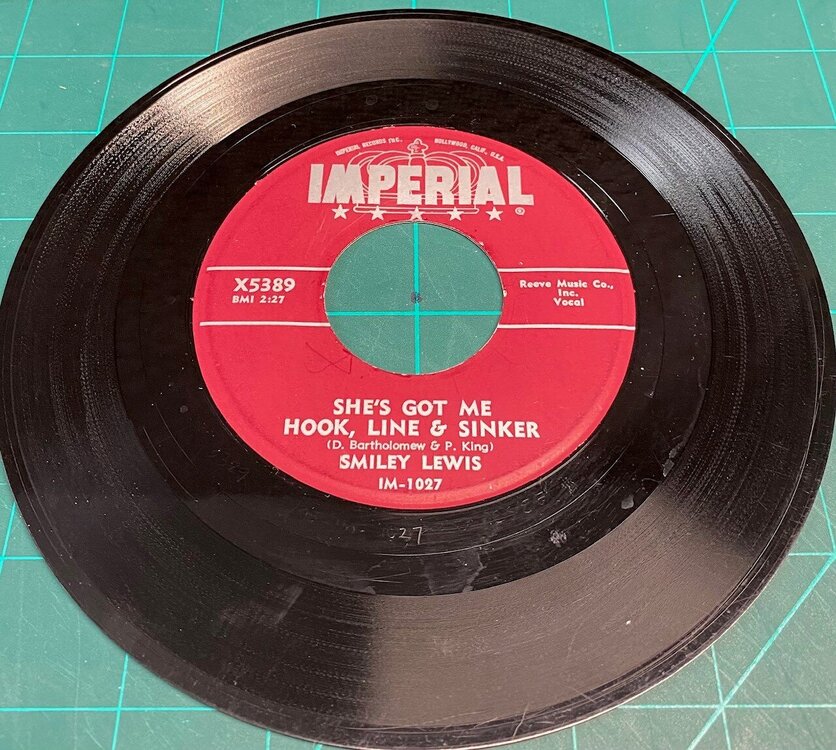 IMPERIAL RECORDS INC., HOLLYWOOD, CALIF., U.S.A.
IMPERIAL
®
X5389
BMI 2:27
Reeve Music Co.,
Inc.
Vocal
SHE'S GOT ME
HOOK, LINE & SINKER
(D. Bartholomew & P. King)
SMILEY LEWIS
IM-1027
27